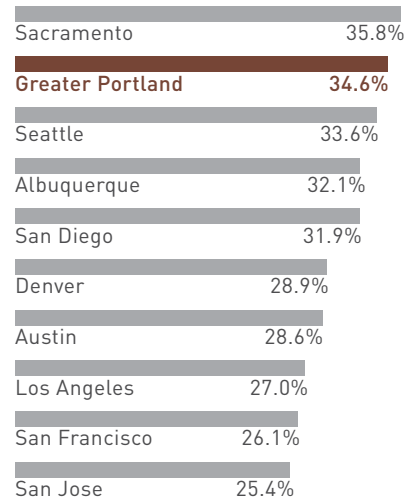 Sacramento 35.8%
Greater Portland 34.6%
Seattle 33.6%
Albuquerque 32.1%
San Diego 31.9%
Denver 28.9%
Austin 28.6%
Los Angeles 27.0%
San Francisco 26.1%
San Jose 25.4%